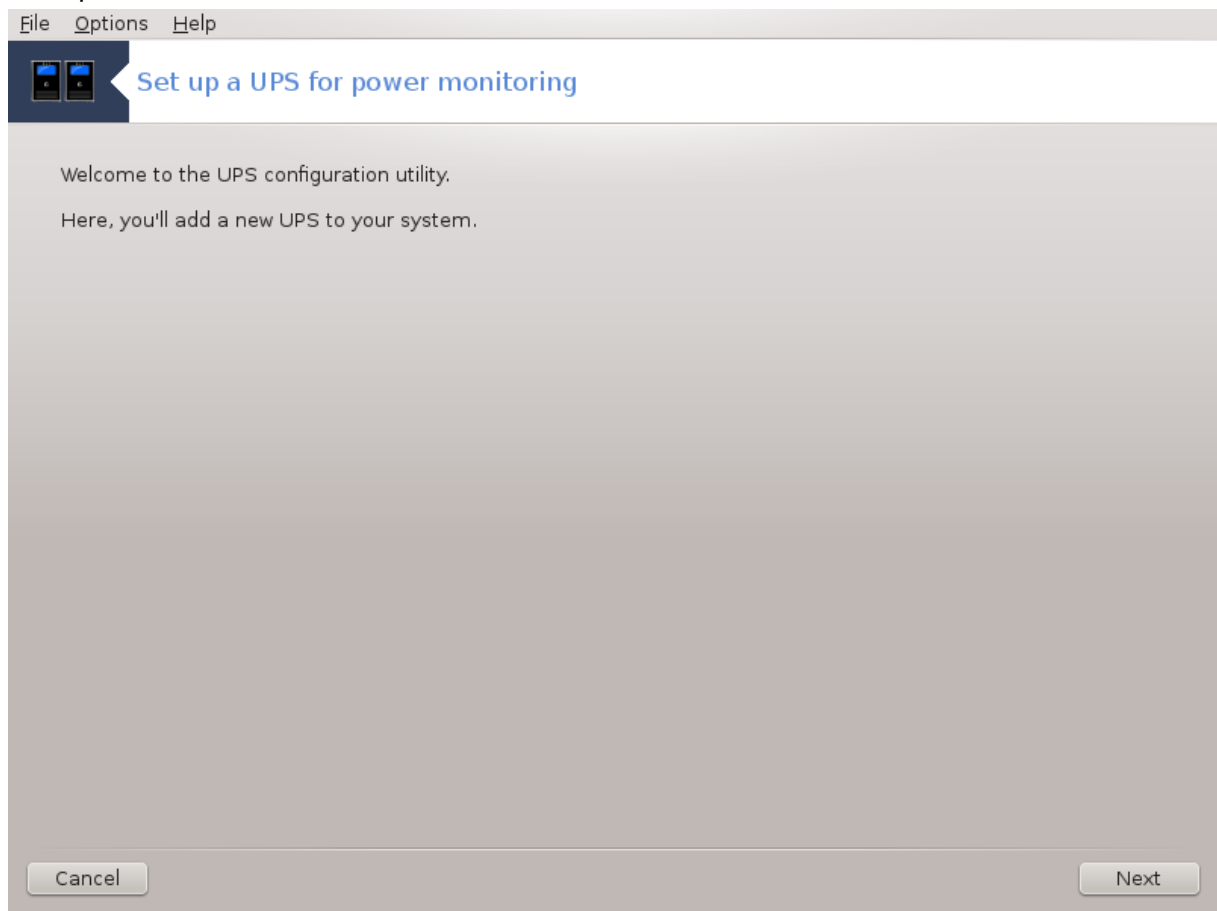 File Options Help
Set up a UPS for power monitoring
Welcome to the UPS configuration utility.
Here, you'll add a new UPS to your system.
Cancel Next